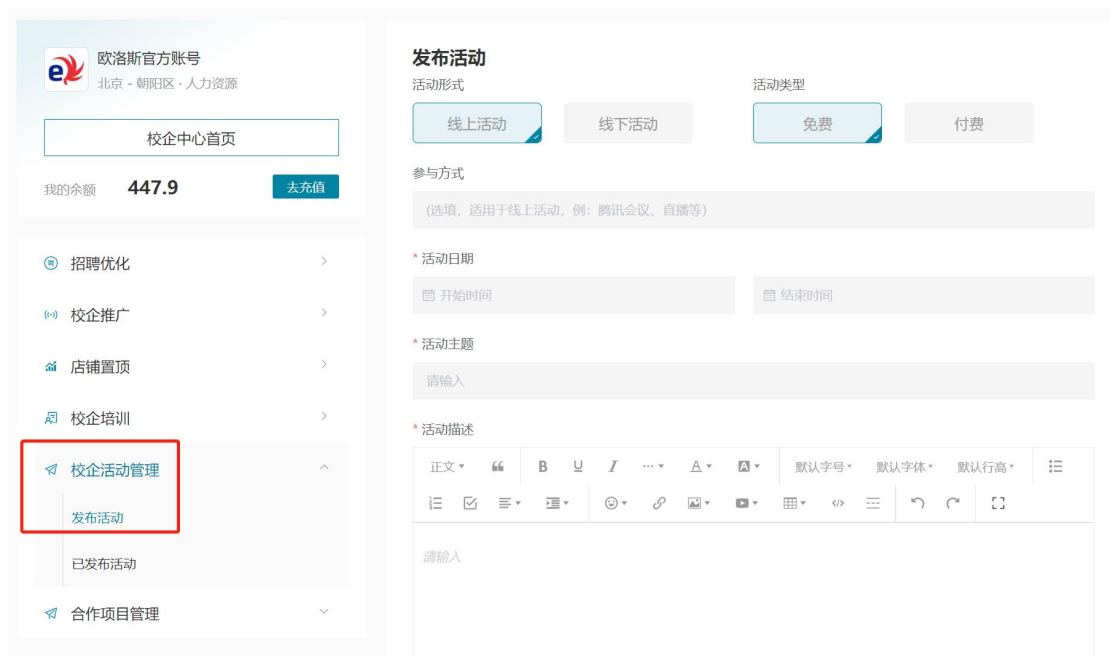 欧洛斯官方账号
北京 - 朝阳区 · 人力资源
校企中心首页
我的余额 447.9 去充值
招聘优化
校企推广
店铺置顶
校企培训
校企活动管理
发布活动
已发布活动
合作项目管理
发布活动
活动形式 活动类型
线上活动 线下活动 免费 付费
参与方式
(选填，适用于线上活动，例：腾讯会议、直播等)
* 活动日期
开始时间 结束时间
* 活动主题
请输入
* 活动描述
正文 B U I ··· A A 默认字号 默认字体 默认行高
请输入